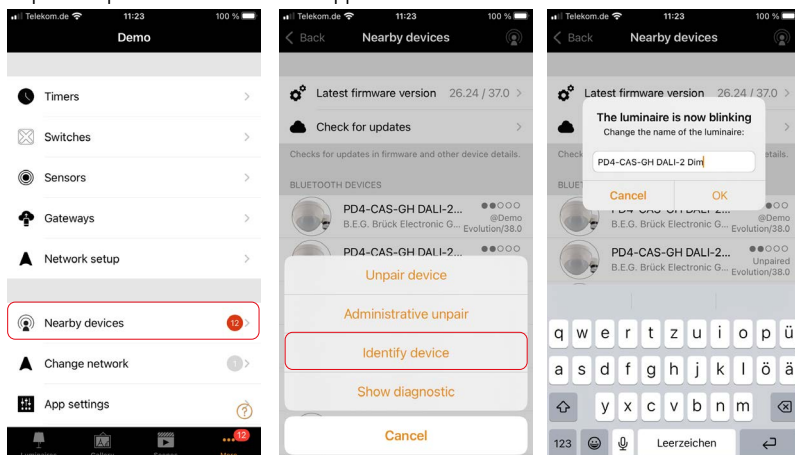 Telekom.de 11:23 100 %
Demo
Timers
Switches
Sensors
Gateways
Network setup
Nearby devices 12
Change network 1
App settings ?
12
Telekom.de 11:23 100 %
Back Nearby devices
Latest firmware version 26.24 / 37.0
Check for updates
Checks for updates in firmware and other device details.
BLUETOOTH DEVICES
PD4-CAS-GH DALI-2...
@Demo
B.E.G. Brück Electronic G... Evolution/38.0
PD4-CAS-GH DALI-2...
Unpair device
Administrative unpair
Identify device
Show diagnostic
Cancel
Telekom.de 11:23 100 %
Back Nearby devices
Latest firmware version 26.24 / 37.0
The luminaire is now blinking
Change the name of the luminaire:
Check etails.
PD4-CAS-GH DALI-2 Dim
BLUE
Cancel OK
@Demo
B.E.G. Brück Electronic G... Evolution/38.0
PD4-CAS-GH DALI-2...
Unpaired
B.E.G. Brück Electronic G... Evolution/38.0
q w e r t z u i o p ü
a s d f g h j k l ö ä
y x c v b n m
123 Leerzeichen